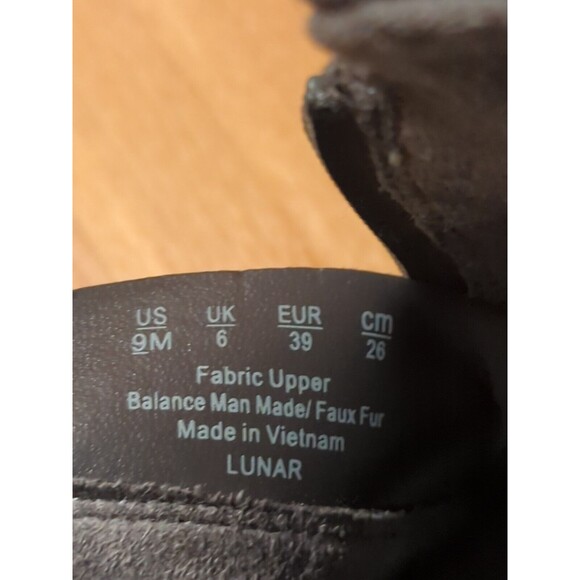 US UK EUR cm
9M 6 39 26
Fabric Upper
Balance Man Made/ Faux Fur
Made in Vietnam
LUNAR